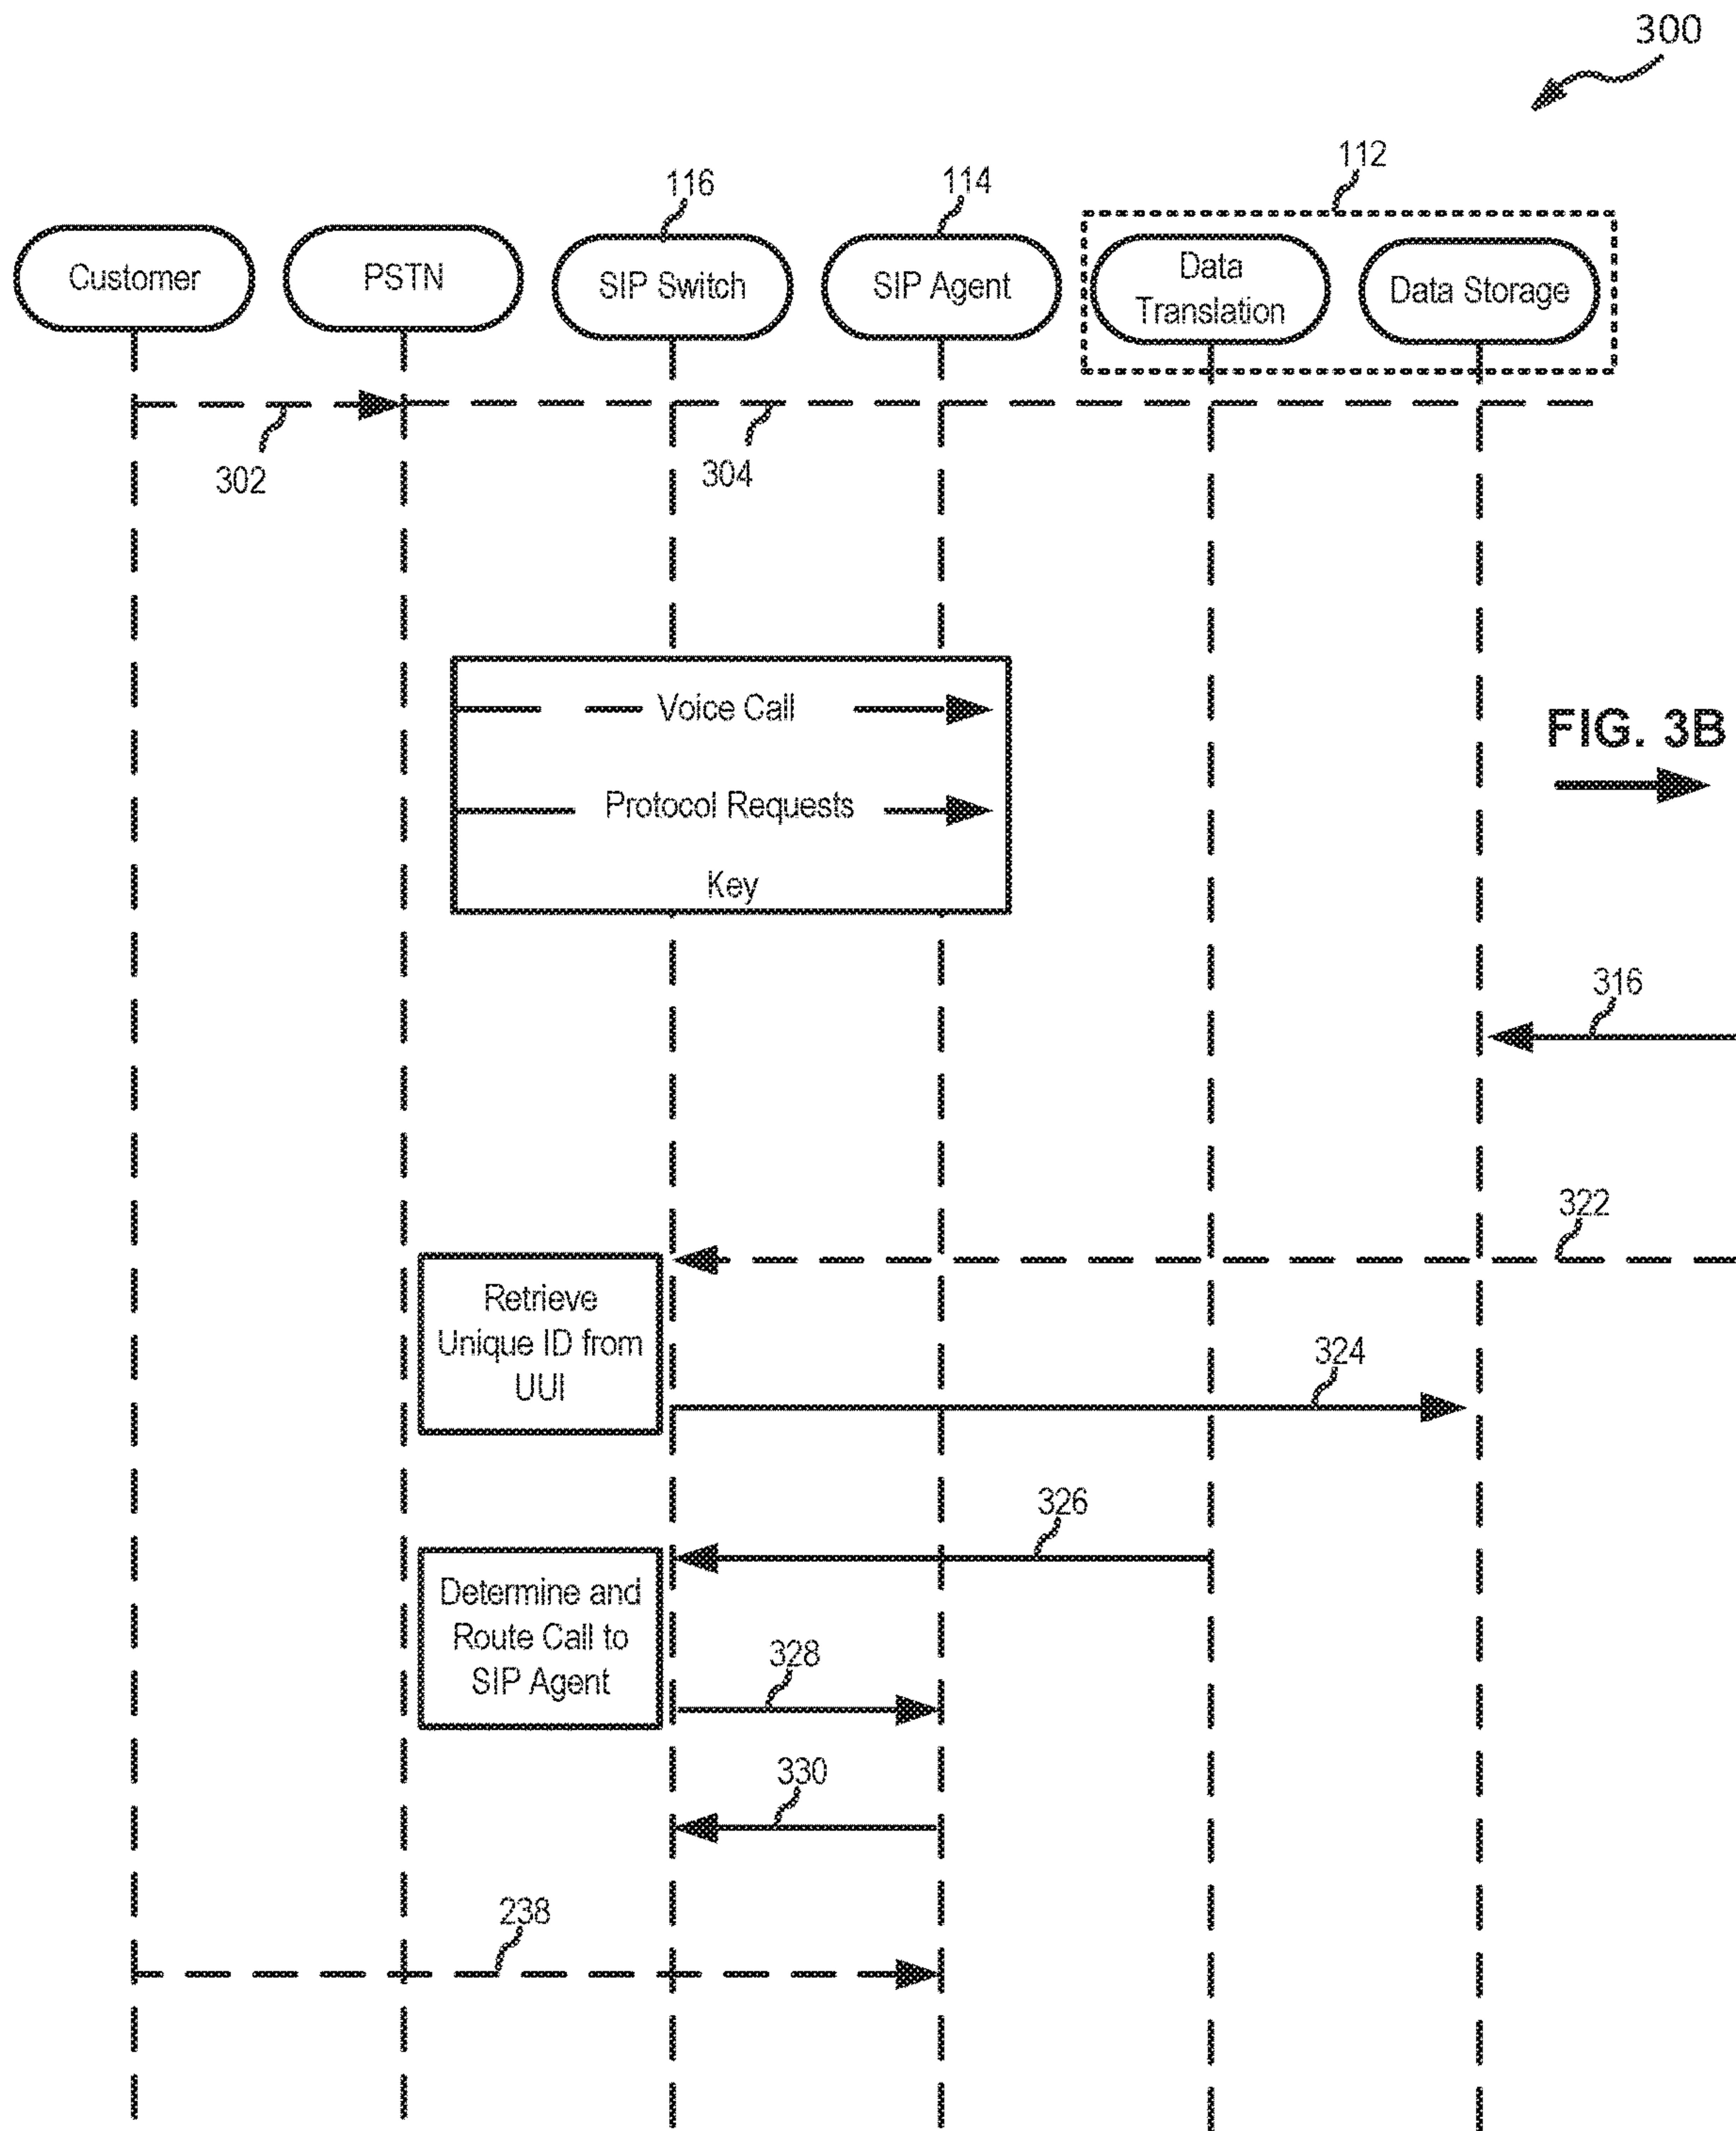 300
112
116
114
Customer
PSTN
SIP Switch
SIP Agent
Data
Translation
Data Storage
302
304
Voice Call
Protocol Requests
Key
FIG. 3B
316
322
Retrieve
Unique ID from
UUI
324
326
Determine and
Route Call to
SIP Agent
328
330
238